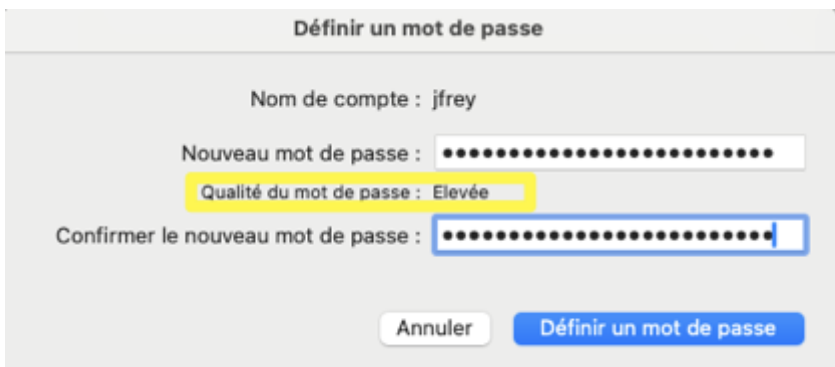 Définir un mot de passe
Nom de compte : jfrey
Nouveau mot de passe : •••••••••••••••••••••••••
Qualité du mot de passe : Elevée
Confirmer le nouveau mot de passe : •••••••••••••••••••••••••
Annuler Définir un mot de passe